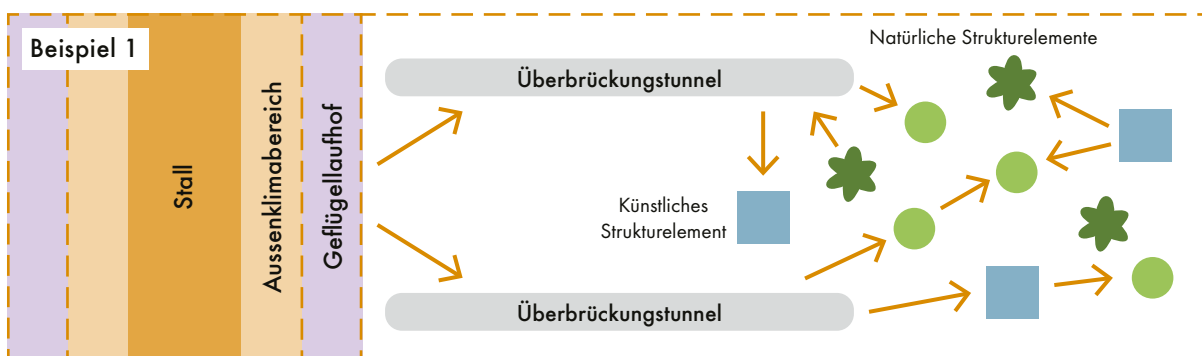 Beispiel 1
Stall
Aussenklimabereich
Geflügellaufhof
Überbrückungstunnel
Natürliche Strukturelemente
Künstliches
Strukturelement
Überbrückungstunnel